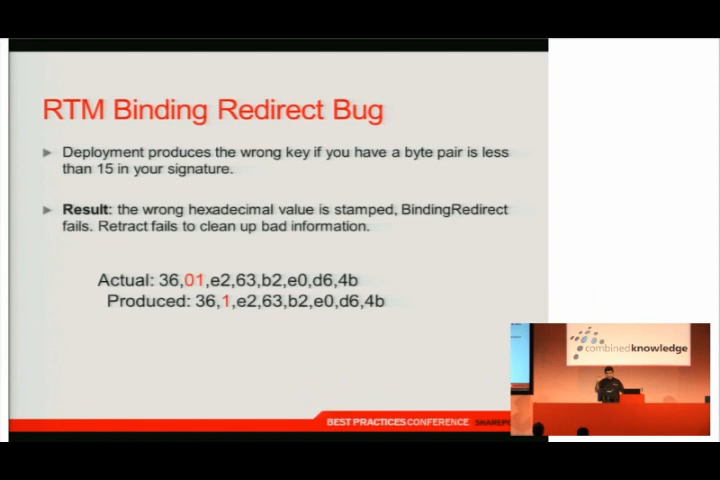 RTM Binding Redirect Bug
Deployment produces the wrong key if you have a byte pair is less
than 15 in your signature.
Result: the wrong hexadecimal value is stamped, BindingRedirect
fails. Retract fails to clean up bad information.
Actual: 36,01,e2,63,b2,e0,d6,4b
Produced: 36,1,e2,63,b2,e0,d6,4b
combinedknowledge
BEST PRACTICES CONFERENCE